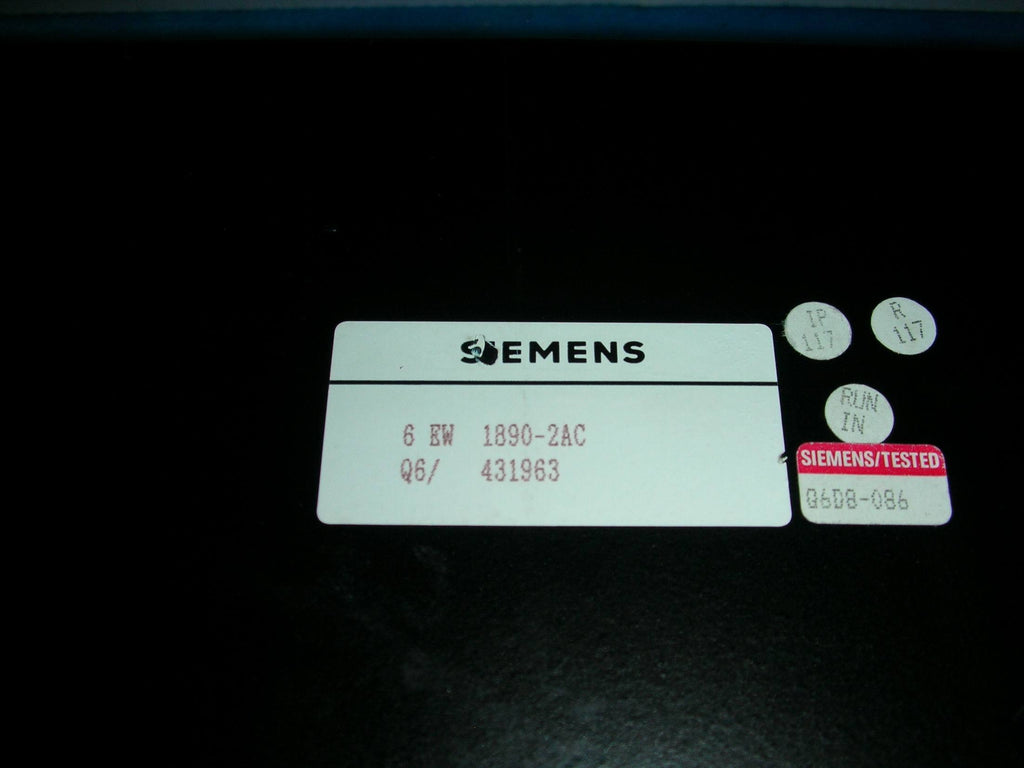 SIEMENS
6 EW 1890-2AC
Q6/ 431963
IP
117
R
117
RUN
IN
SIEMENS/TESTED
Q6D8-086